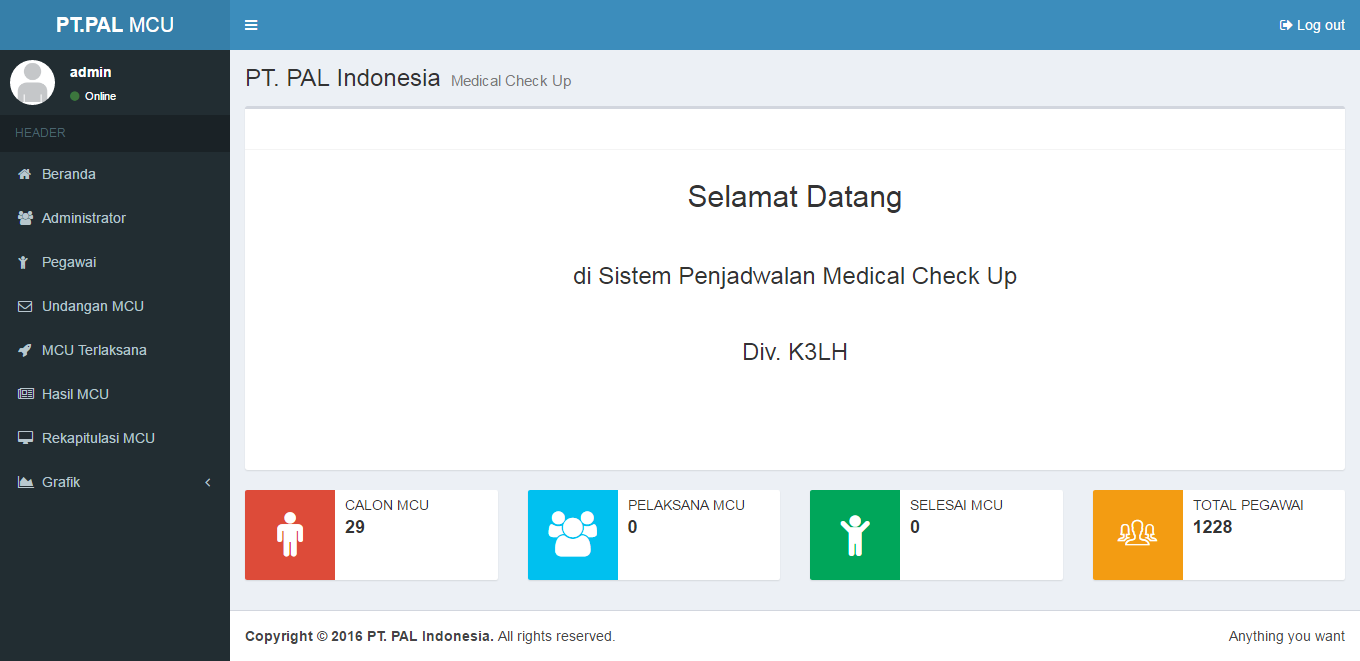 PT.PAL MCU
Log out
admin
Online
HEADER
Beranda
Administrator
Pegawai
Undangan MCU
MCU Terlaksana
Hasil MCU
Rekapitulasi MCU
Grafik
PT. PAL Indonesia Medical Check Up
Selamat Datang
di Sistem Penjadwalan Medical Check Up
Div. K3LH
CALON MCU
29
PELAKSANA MCU
0
SELESAI MCU
0
TOTAL PEGAWAI
1228
Copyright © 2016 PT. PAL Indonesia. All rights reserved.
Anything you want